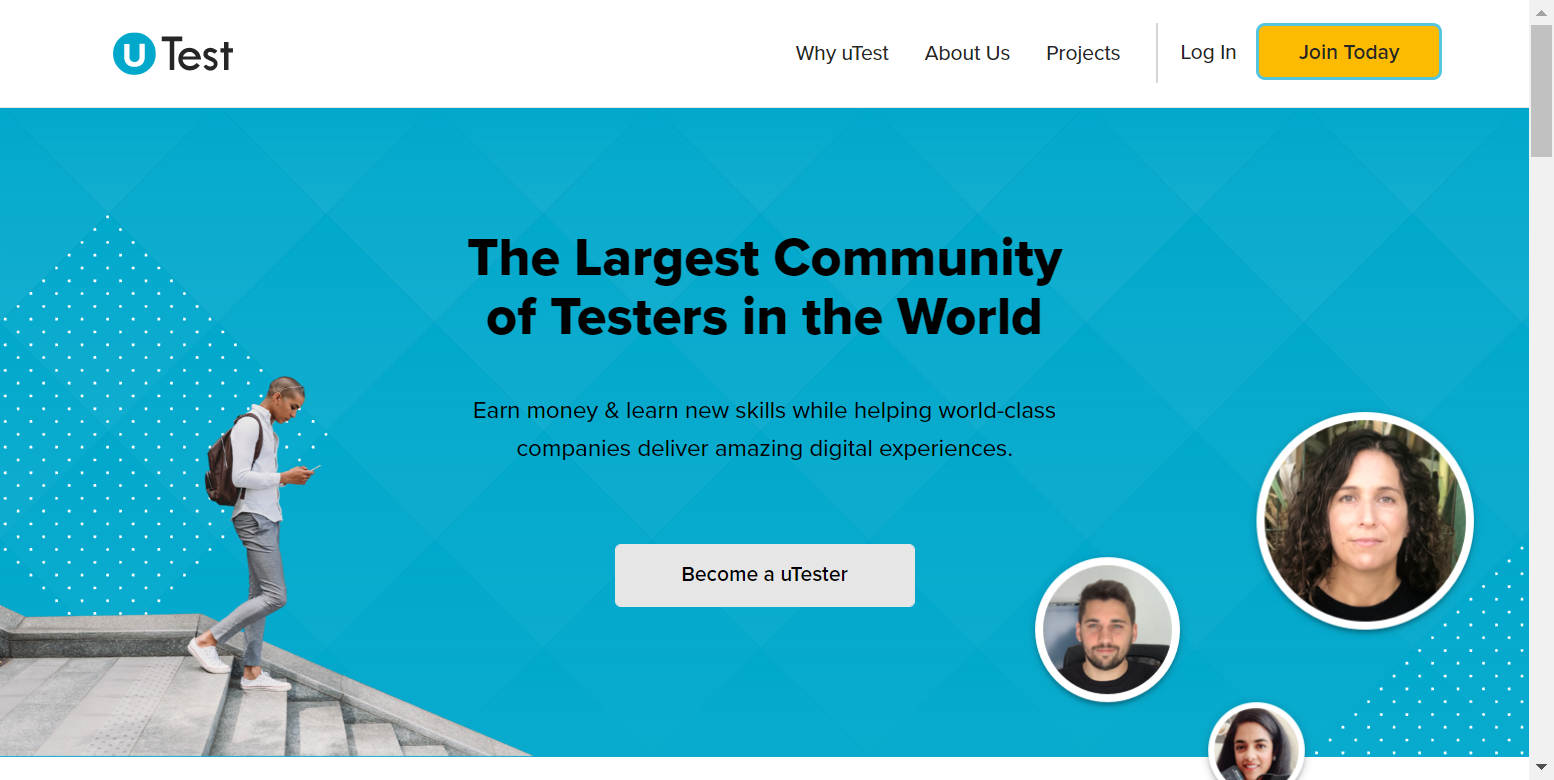 u Test
Why uTest
About Us
Projects
Log In
Join Today
The Largest Community
of Testers in the World
Earn money & learn new skills while helping world-class
companies deliver amazing digital experiences.
Become a uTester